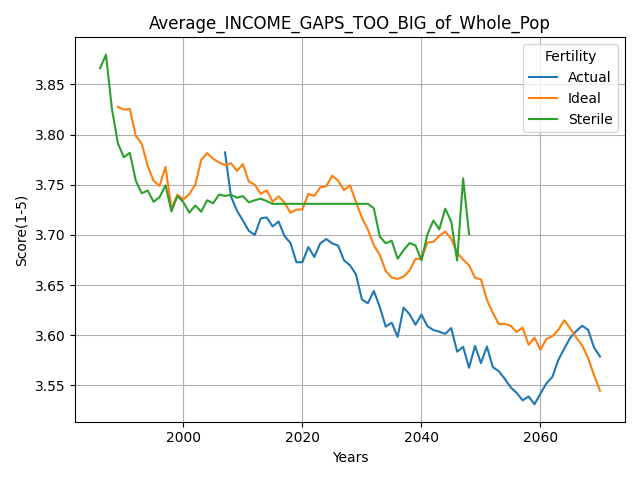 Average_INCOME_GAPS_TOO_BIG_of_Whole_Pop
Fertility
Actual
Ideal
Sterile
Score(1-5)
3.85
3.80
3.75
3.70
3.65
3.60
3.55
2000
2020
2040
2060
Years